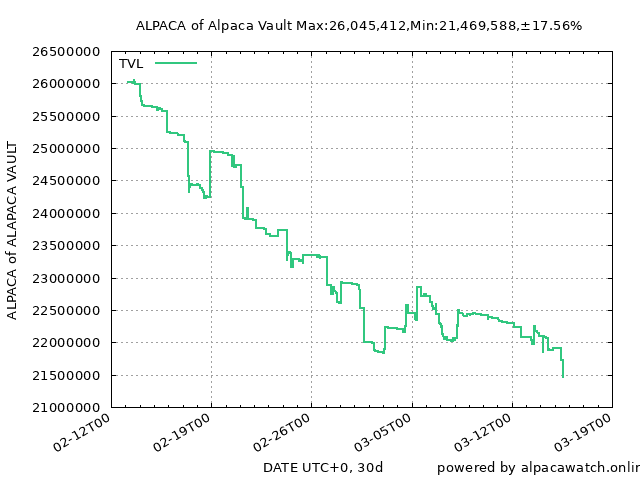 ALPACA of Alpaca Vault Max:26,045,412,Min:21,469,588,±17.56%
TVL
26500000
26000000
25500000
25000000
24500000
24000000
23500000
23000000
22500000
22000000
21500000
21000000
ALPACA of ALAPACA VAULT
02-12T00
02-19T00
02-26T00
03-05T00
03-12T00
03-19T00
DATE UTC+0, 30d
powered by alpacawatch.onlin